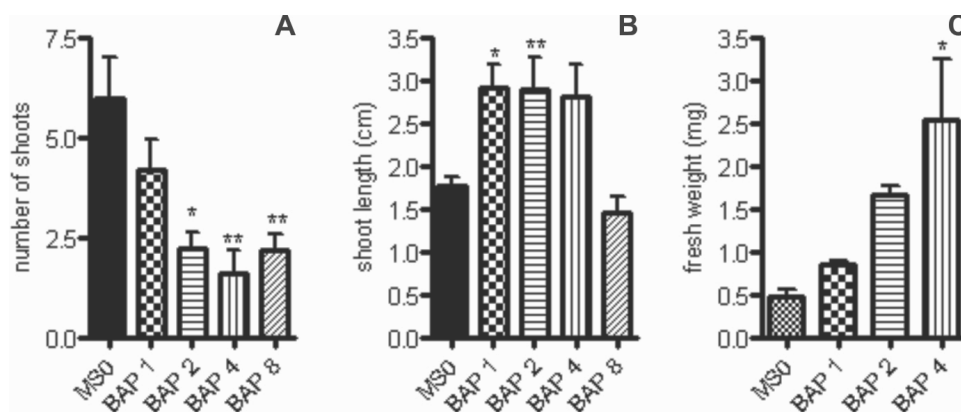 A
number of shoots
7.5
5.0
2.5
0.0
*
**
**
MS0
BAP 1
BAP 2
BAP 4
BAP 8
B
shoot length (cm)
3.5
3.0
2.5
2.0
1.5
1.0
0.5
0.0
*
**
MS0
BAP 1
BAP 2
BAP 4
BAP 8
C
fresh weight (mg)
3.5
3.0
2.5
2.0
1.5
1.0
0.5
0.0
*
MS0
BAP 1
BAP 2
BAP 4